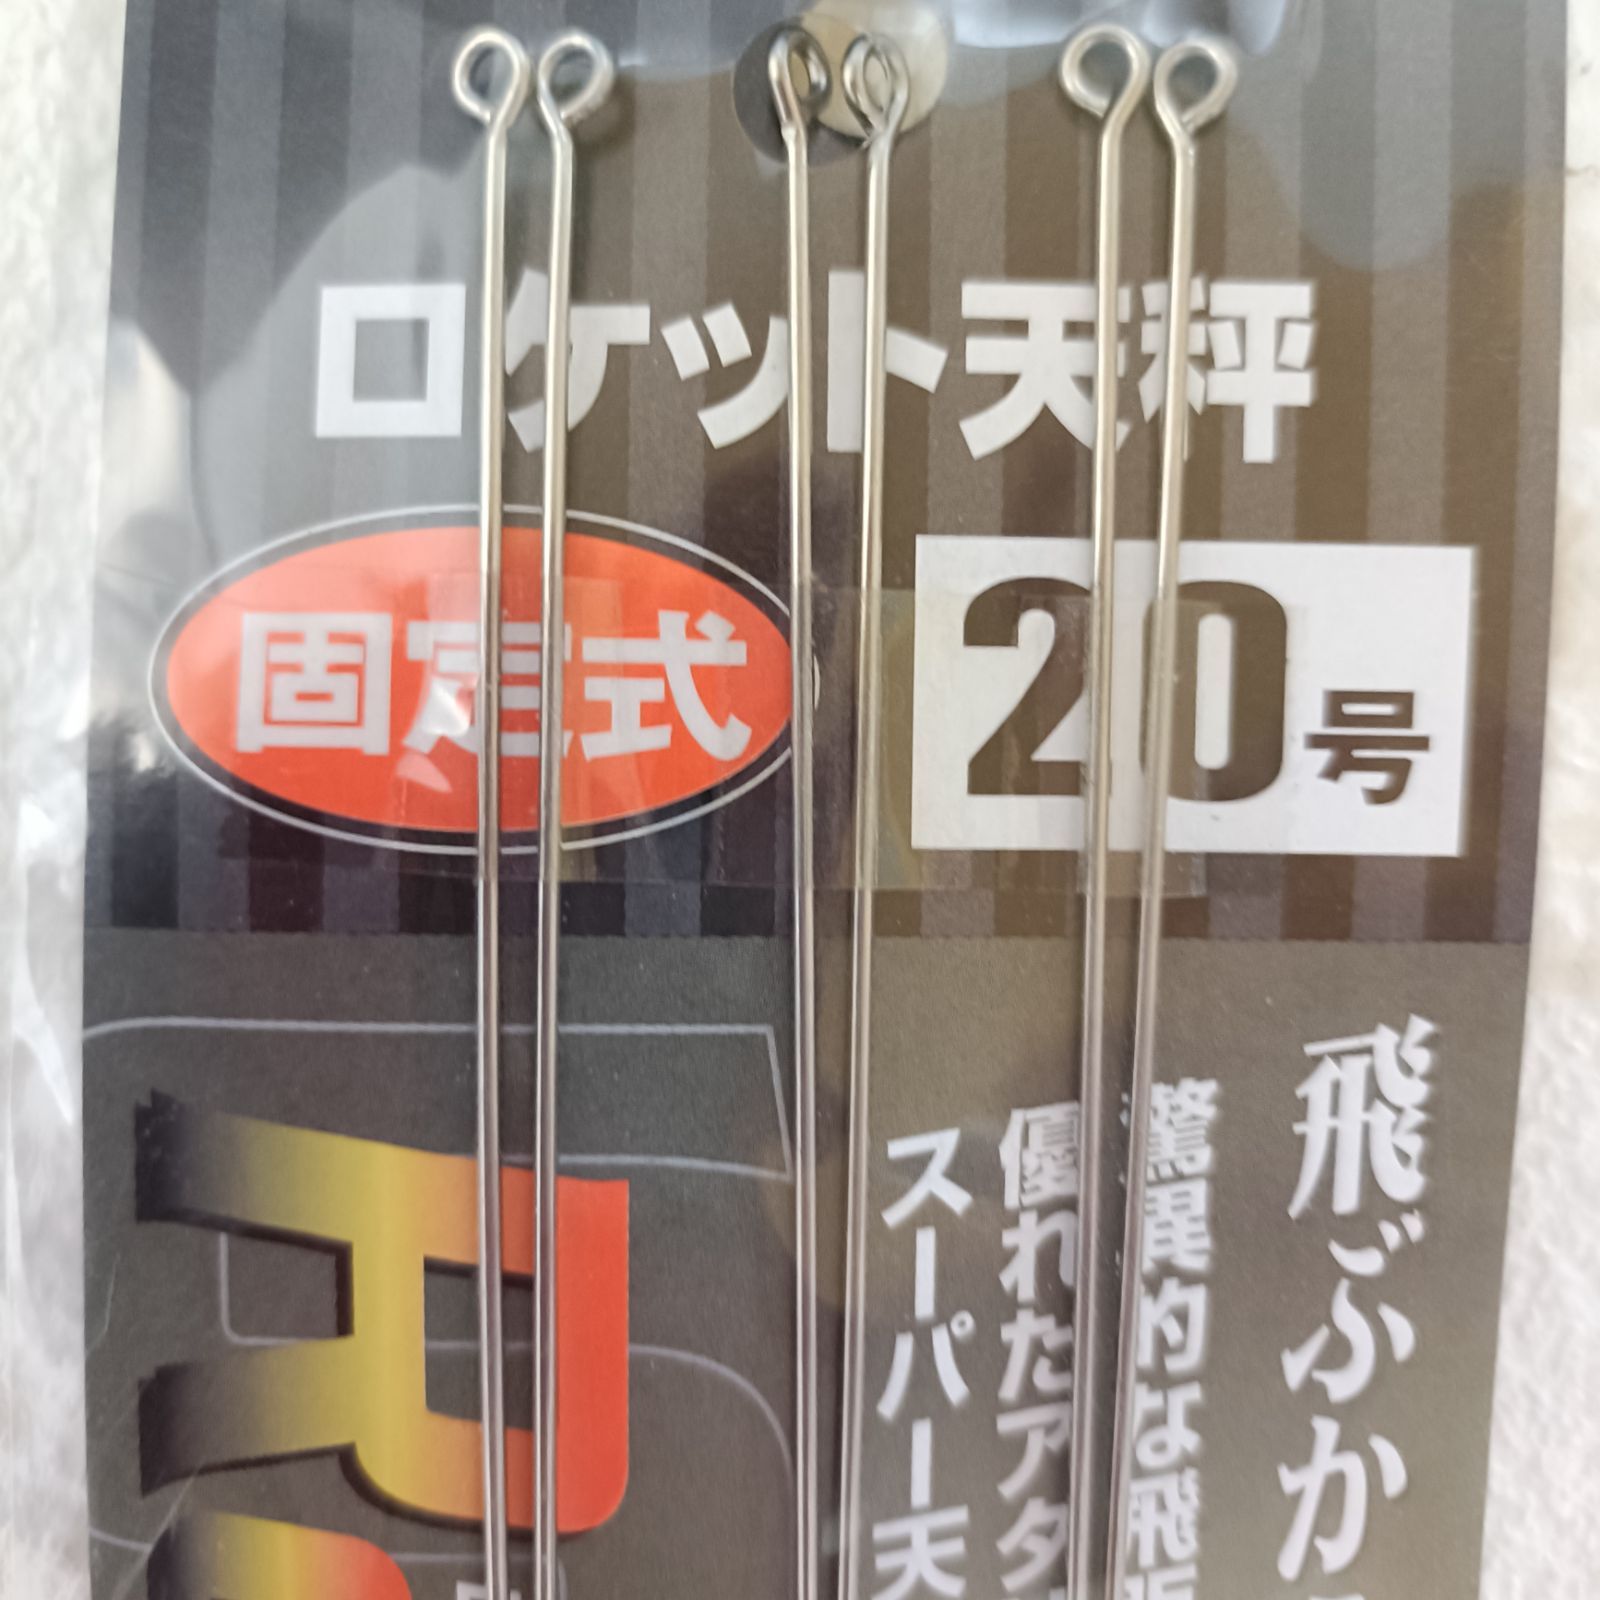 ロケット天秤
固定式
20号
飛ぶか
驚異的な飛
優れたア
スーパー天
R